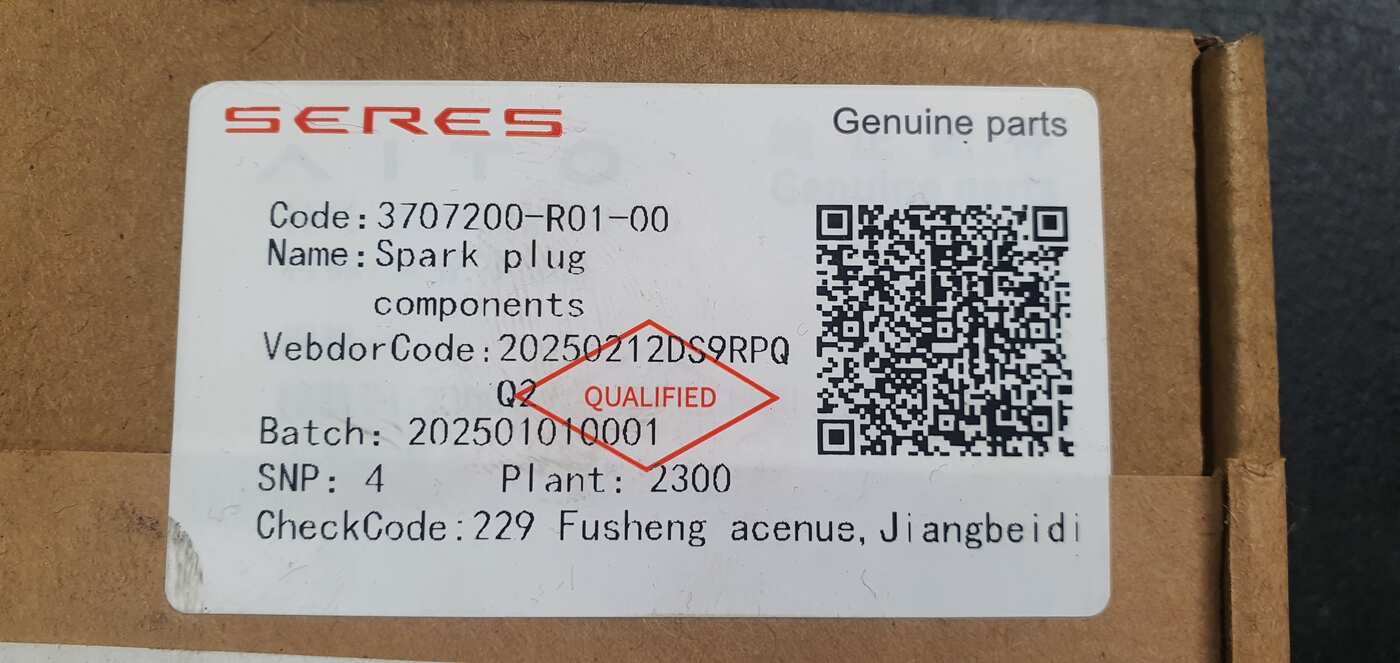 SERES
Genuine parts
AITO
Code:3707200-R01-00
Name:Spark plug
components
VebdorCode:20250212DS9RPQ
Q2
QUALIFIED
Batch: 202501010001
SNP: 4 Plant: 2300
CheckCode:229 Fusheng acenue,Jiangbeidi